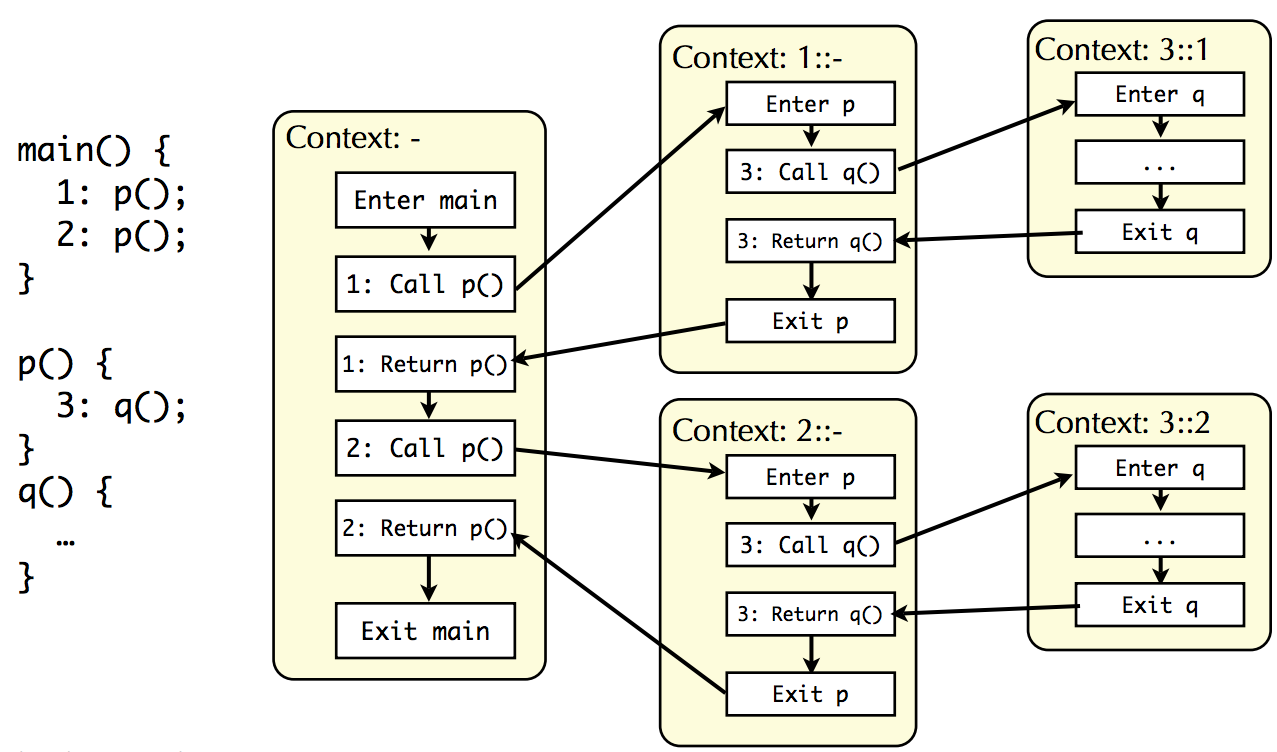 main() {
1: p();
2: p();
}
p() {
3: q();
}
q() {
…
}
Context: -
Enter main
1: Call p()
1: Return p()
2: Call p()
2: Return p()
Exit main
Context: 1::-
Enter p
3: Call q()
3: Return q()
Exit p
Context: 3::1
Enter q
...
Exit q
Context: 2::-
Enter p
3: Call q()
3: Return q()
Exit p
Context: 3::2
Enter q
...
Exit q